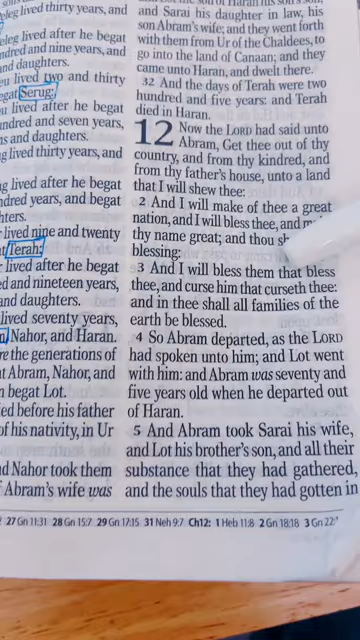 eleg lived thirty years, and
eleg lived after he begat
ndred and nine years, and
and daughters.
eu lived two and thirty
egat Serug:
u lived after he begat
undred and seven years,
ns and daughters.
g lived thirty years, and
ug lived after he begat
ndred years, and begat
hters.
lived nine and twenty
at Terah:
r lived after he begat
ed and nineteen years,
and daughters.
lived seventy years,
Nahor, and Haran.
re the generations of
at Abram, Nahor, and
n begat Lot.
ed before his father
of his nativity, in Ur
nd Nahor took them
Abram's wife was
and Sarai his daughter in law, his
son Abram's wife; and they went forth
with them from Ur of the Chaldees, to
go into the land of Canaan; and they
came unto Haran, and dwelt there.
32 And the days of Terah were two
hundred and five years: and Terah
died in Haran.
12 Now the LORD had said unto
Abram, Get thee out of thy
country, and from thy kindred, and
from thy father's house, unto a land
that I will shew thee:
2 And I will make of thee a great
nation, and I will bless thee, and m
thy name great; and thou sh
blessing:
3 And I will bless them that bless
thee, and curse him that curseth thee:
and in thee shall all families of the
earth be blessed.
4 So Abram departed, as the LORD
had spoken unto him; and Lot went
with him: and Abram was seventy and
five years old when he departed out
of Haran.
5 And Abram took Sarai his wife,
and Lot his brother's son, and all their
substance that they had gathered,
and the souls that they had gotten in
27 Gn 11:31 28 Gn 15:7 29 Gn 17:15 31 Neh 9:7 Ch12: 1 Heb 11:8 2 Gn 18:18 3 Gn 22: